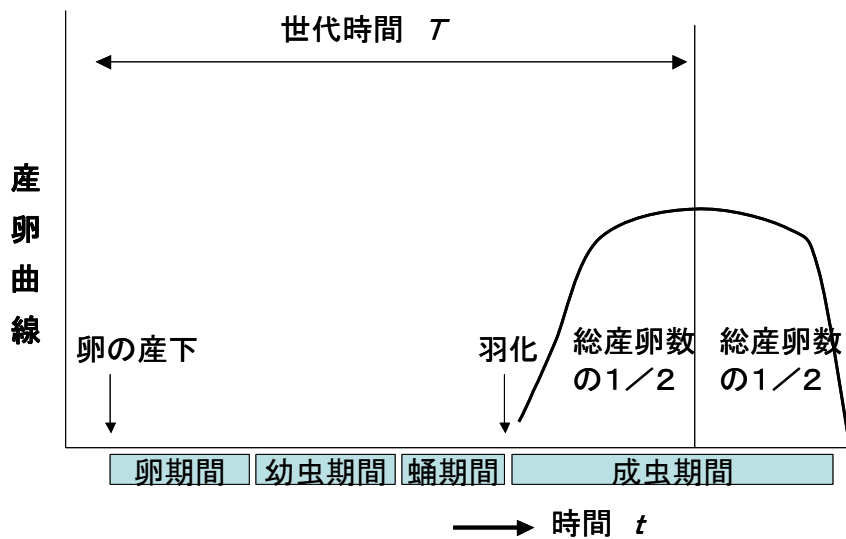 世代時間 T
産卵曲線
卵の産下
羽化
総産卵数
の1／2
総産卵数
の1／2
卵期間
幼虫期間
蛹期間
成虫期間
時間 t